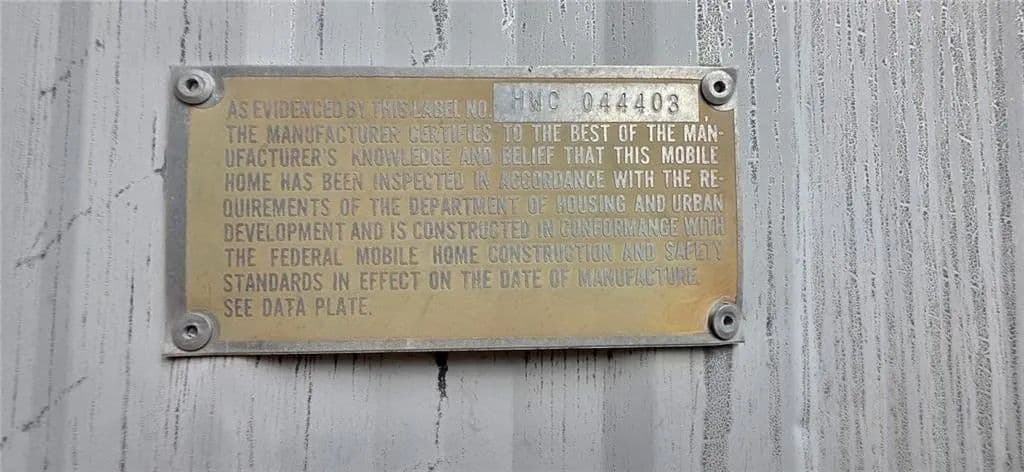 AS EVIDENCED BY THIS LABEL NO. HWC 044403 ,
THE MANUFACTURER CERTIFIES TO THE BEST OF THE MAN-
UFACTURER'S KNOWLEDGE AND BELIEF THAT THIS MOBILE
HOME HAS BEEN INSPECTED IN ACCORDANCE WITH THE RE-
QUIREMENTS OF THE DEPARTMENT OF HOUSING AND URBAN
DEVELOPMENT AND IS CONSTRUCTED IN CONFORMANCE WITH
THE FEDERAL MOBILE HOME CONSTRUCTION AND SAFETY
STANDARDS IN EFFECT ON THE DATE OF MANUFACTURE.
SEE DATA PLATE.